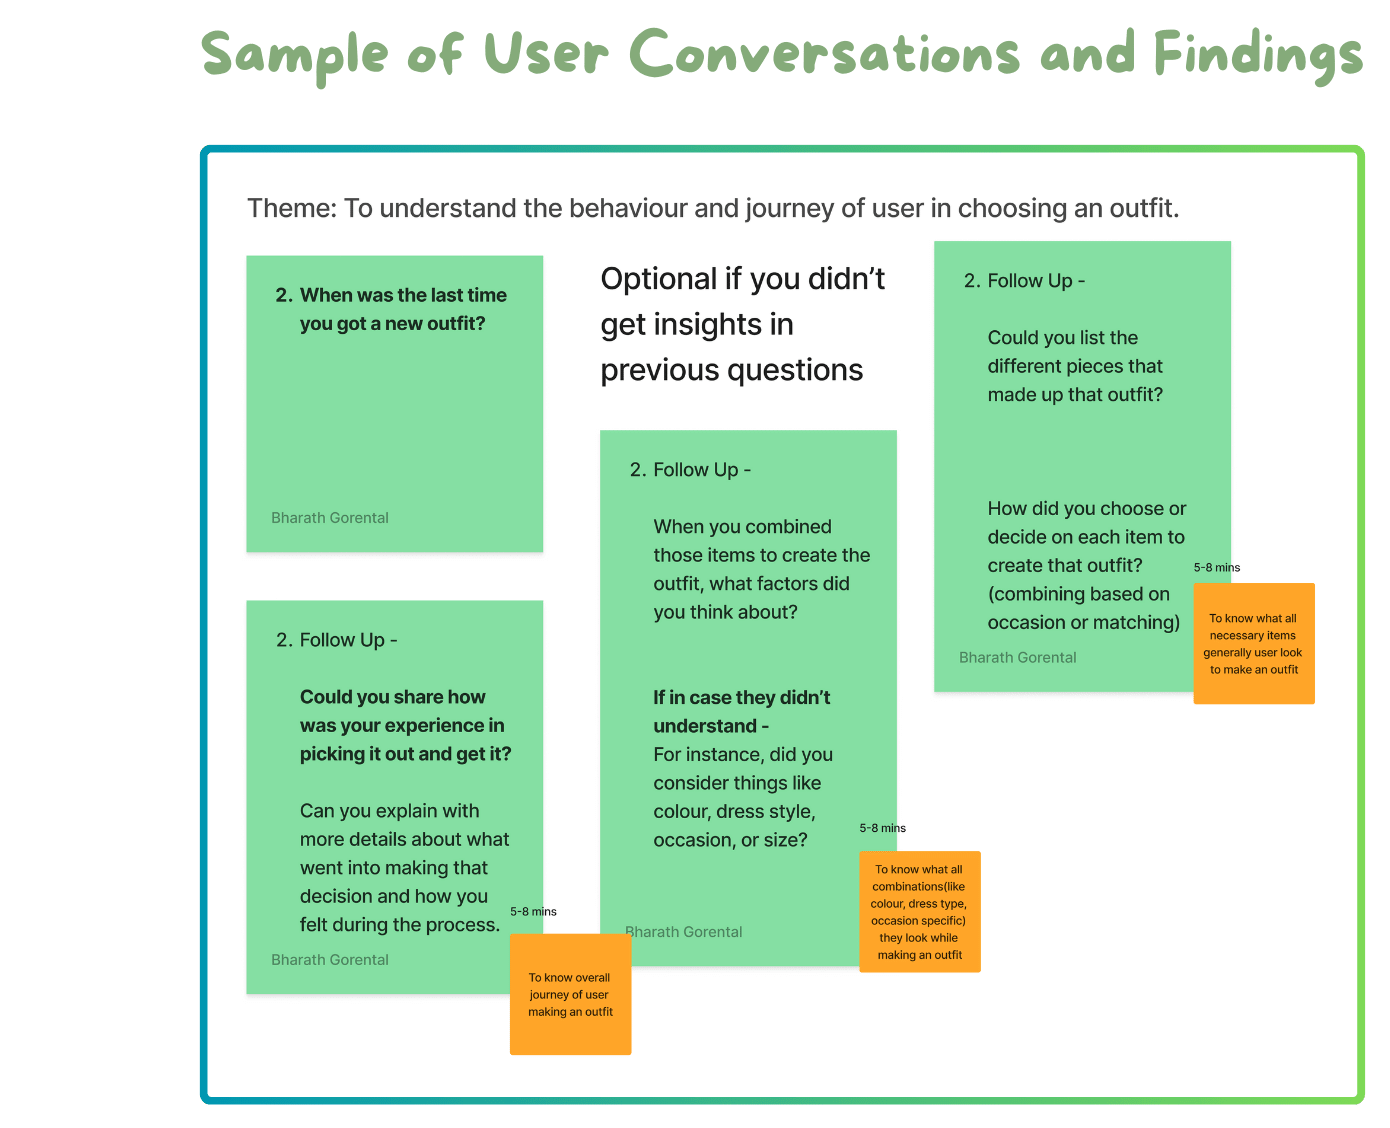 Sample of User Conversations and Findings
Theme: To understand the behaviour and journey of user in choosing an outfit.
2. When was the last time
you got a new outfit?
Bharath Gorental
2. Follow Up -
Could you share how
was your experience in
picking it out and get it?
Can you explain with
more details about what
went into making that
decision and how you
felt during the process.
Bharath Gorental
5-8 mins
To know overall
journey of user
making an outfit
Optional if you didn’t
get insights in
previous questions
2. Follow Up -
When you combined
those items to create the
outfit, what factors did
you think about?
If in case they didn’t
understand -
For instance, did you
consider things like
colour, dress style,
occasion, or size?
Bharath Gorental
5-8 mins
To know what all
combinations(like
colour, dress type,
occasion specific)
they look while
making an outfit
2. Follow Up -
Could you list the
different pieces that
made up that outfit?
How did you choose or
decide on each item to
create that outfit?
(combining based on
occasion or matching)
Bharath Gorental
5-8 mins
To know what all
necessary items
generally user look
to make an outfit